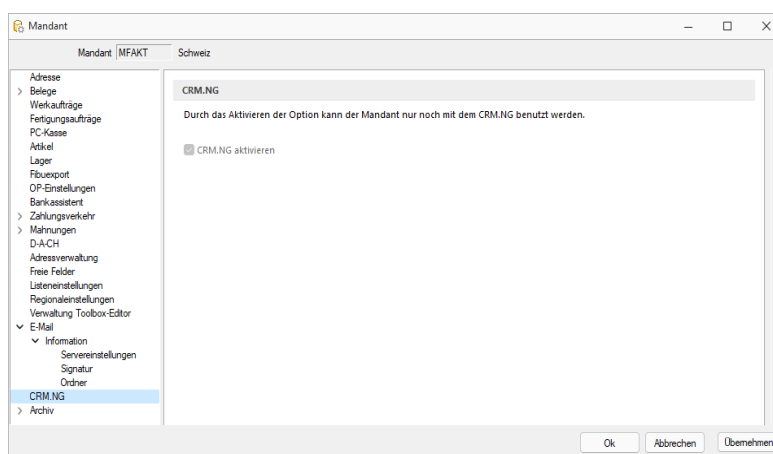 Mandant
Mandant MFAKT Schweiz
Adresse
Belege
Werkaufträge
Fertigungsaufträge
PC-Kasse
Artikel
Lager
Fibuexport
OP-Einstellungen
Bankassistent
Zahlungsverkehr
Mahnungen
D-A-CH
Adressverwaltung
Freie Felder
Listeneinstellungen
Regionaleinstellungen
Verwaltung Toolbox-Editor
E-Mail
Information
Servereinstellungen
Signatur
Ordner
CRM.NG
Archiv
CRM.NG
Durch das Aktivieren der Option kann der Mandant nur noch mit dem CRM.NG benutzt werden.
CRM.NG aktivieren
Ok Abbrechen Übernehmen